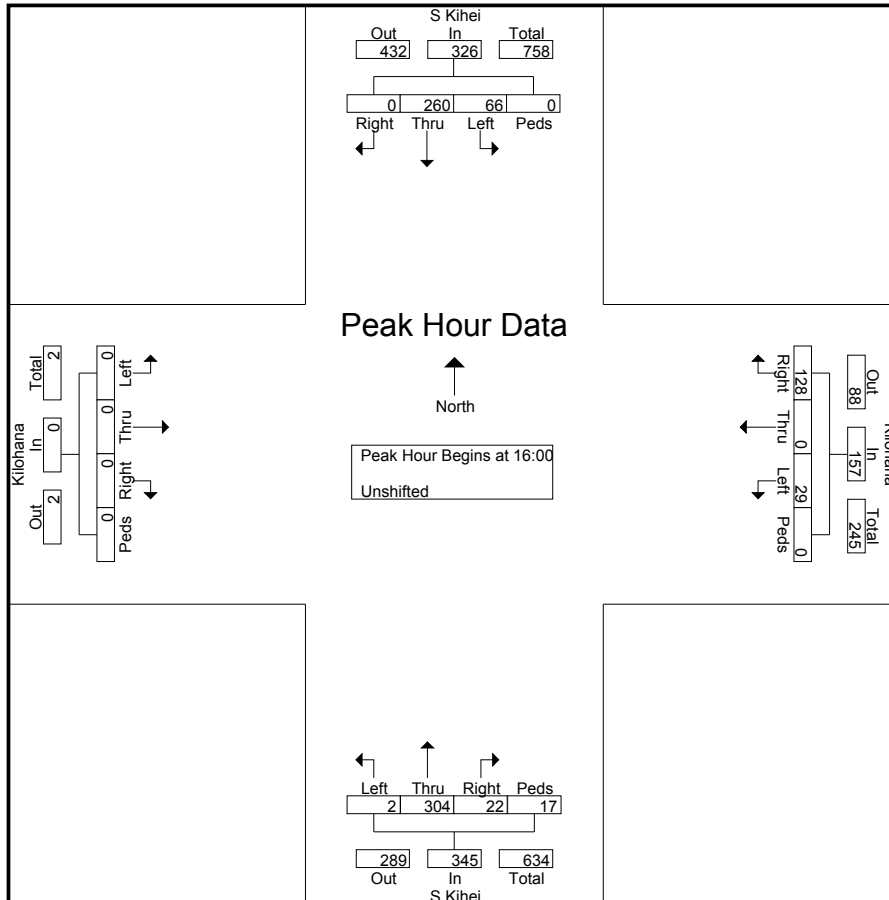 S Kihei
Out In Total
432 326 758
0 260 66 0
Right Thru Left Peds
Peak Hour Data
North
Peak Hour Begins at 16:00
Unshifted
Kilohana
Out In Total
2 0 2
0 0 0 0
Left Thru Right Peds
Kilohana
Out In Total
88 157 245
128 0 29 0
Right Thru Left Peds
Left Thru Right Peds
2 304 22 17
289 345 634
Out In Total
S Kihei